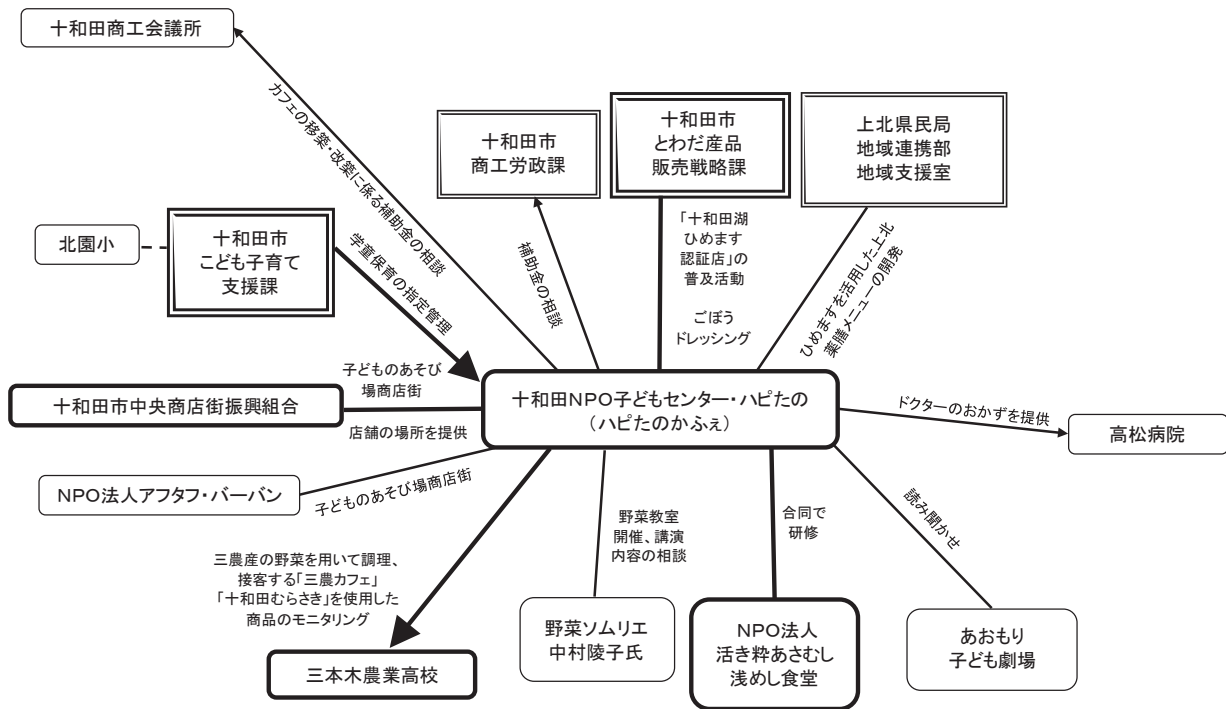 十和田商工会議所
カフェの移築・改築に係る補助金の相談
十和田市
商工労政課
十和田市
とわだ産品
販売戦略課
上北県民局
地域連携部
地域支援室
北園小
十和田市
こども子育て
支援課
学童保育の指定管理
補助金の相談
「十和田湖
ひめます
認証店」の
普及活動
ごぼう
ドレッシング
ひめますを活用した上北
薬膳メニューの開発
子どものあそび
場商店街
十和田市中央商店街振興組合
店舗の場所を提供
十和田NPO子どもセンター・ハピたの
（ハピたのかふぇ）
ドクターのおかずを提供
高松病院
NPO法人アフタフ・バーバン
子どものあそび場商店街
三農産の野菜を用いて調理、
接客する「三農カフェ」
「十和田むらさき」を使用した
商品のモニタリング
野菜教室
開催、講演
内容の相談
合同で
研修
読み聞かせ
三本木農業高校
野菜ソムリエ
中村陵子氏
NPO法人
活き粋あさむし
浅めし食堂
あおもり
子ども劇場